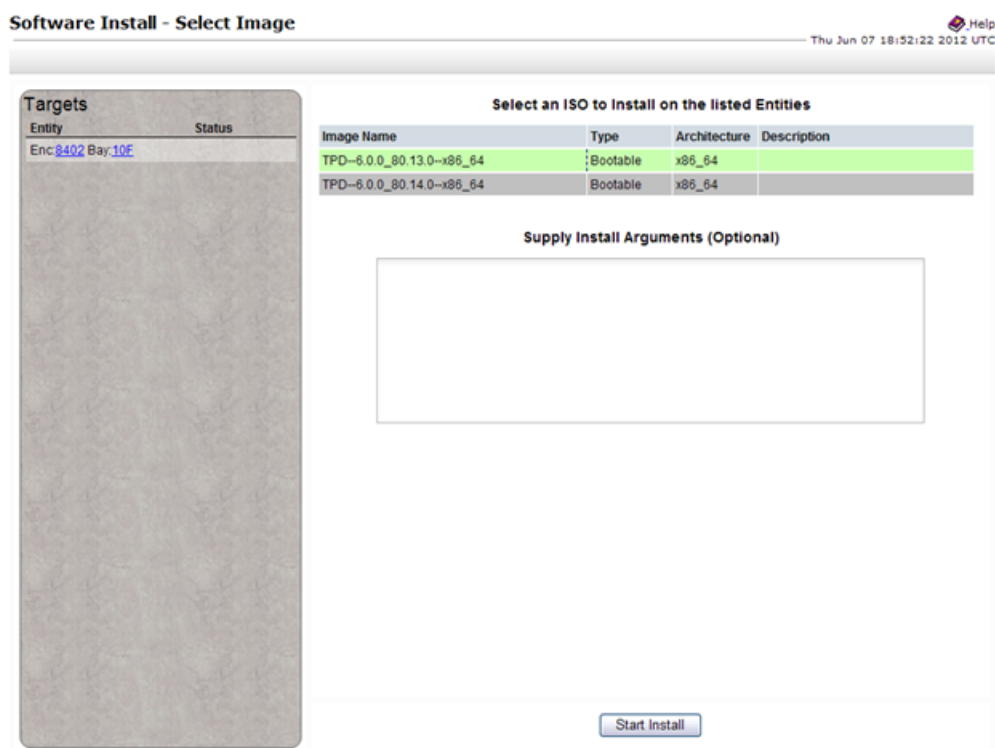 Software Install - Select Image
Help
Thu Jun 07 18:52:22 2012 UTC
Targets
Entity Status
Enc:8402 Bay:10F
Select an ISO to Install on the listed Entities
Image Name Type Architecture Description
TPD--6.0.0_80.13.0--x86_64 Bootable x86_64
TPD--6.0.0_80.14.0--x86_64 Bootable x86_64
Supply Install Arguments (Optional)
Start Install